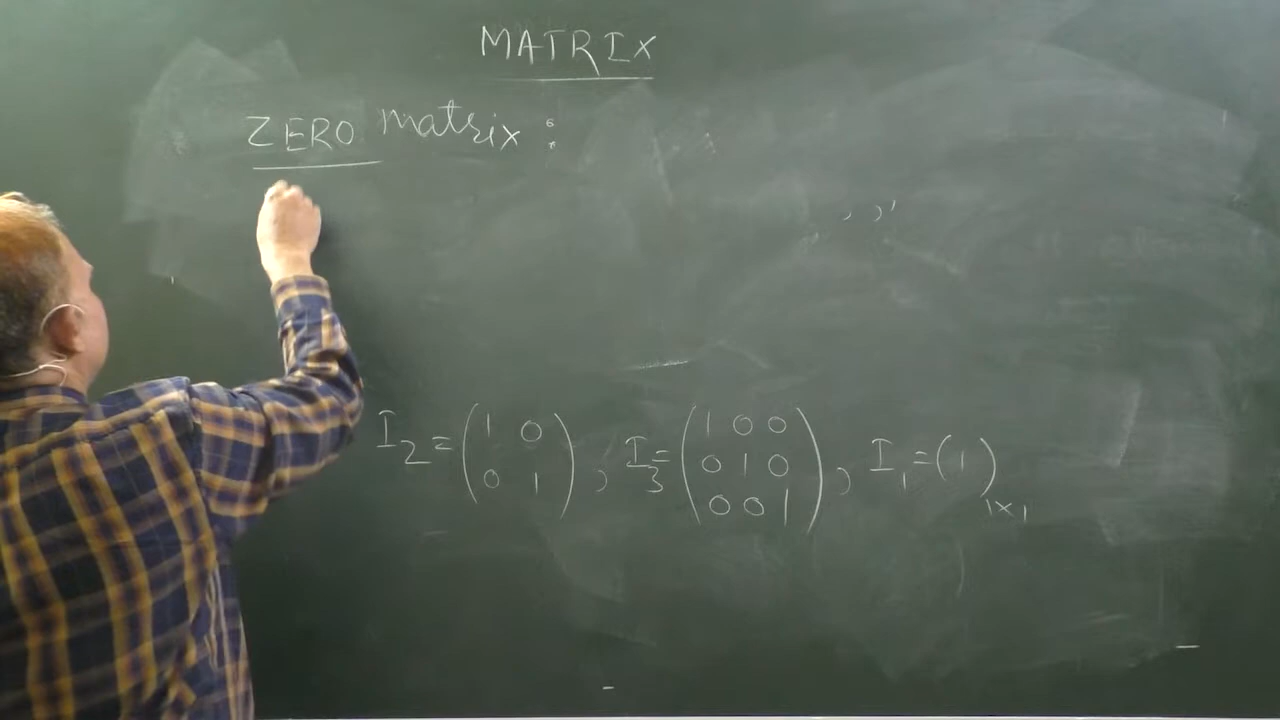 MATRIX
ZERO matrix :
I₂ = (1 0 / 0 1), I₃ = (1 0 0 / 0 1 0 / 0 0 1), I₁ = (1)₁ₓ₁